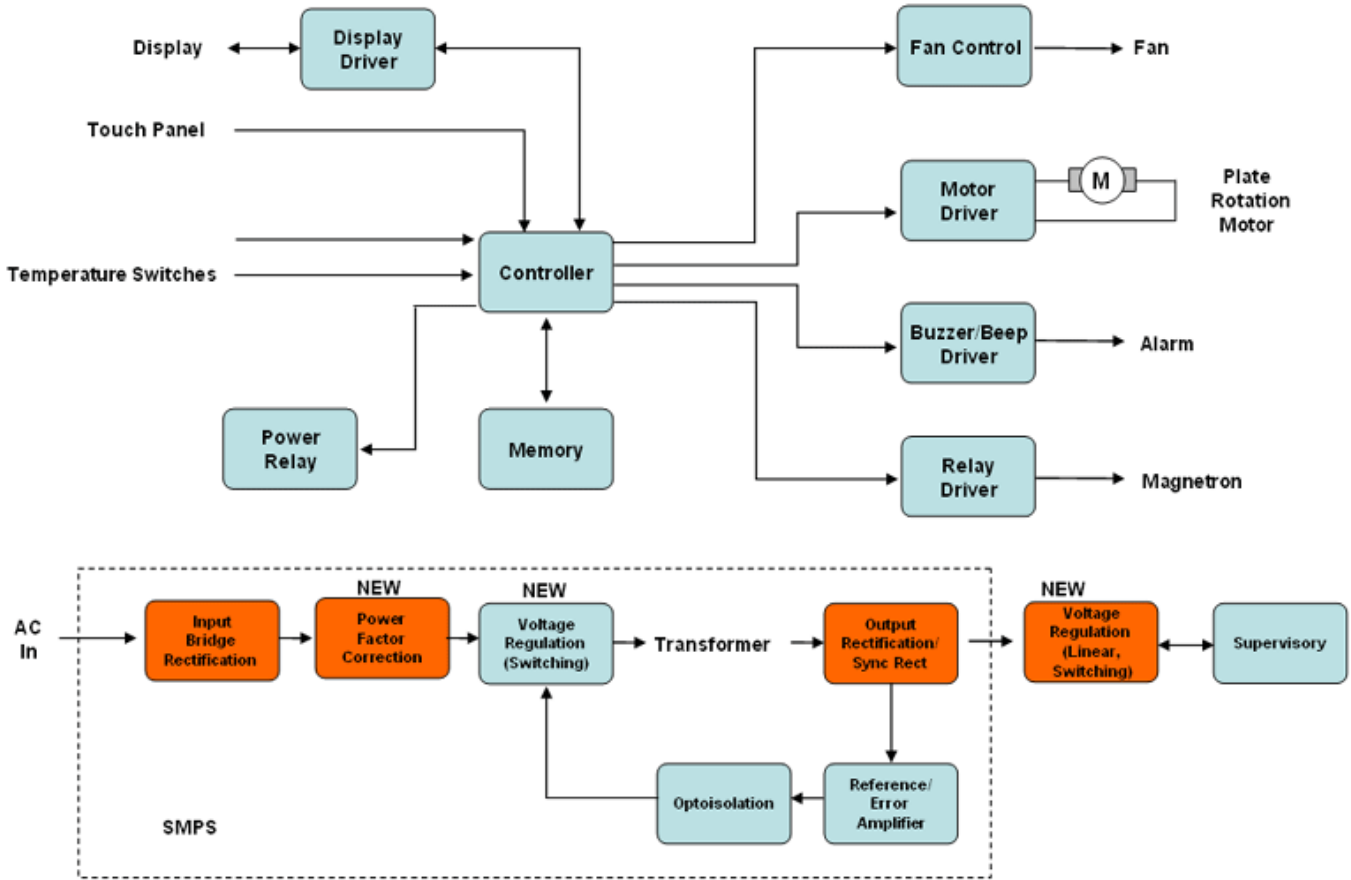 Display
Display
Driver
Fan Control
Fan
Touch Panel
Motor
Driver
M
Plate
Rotation
Motor
Temperature Switches
Controller
Buzzer/Beep
Driver
Alarm
Power
Relay
Memory
Relay
Driver
Magnetron
AC
In
Input
Bridge
Rectification
NEW
Power
Factor
Correction
NEW
Voltage
Regulation
(Switching)
Transformer
Output
Rectification/
Sync Rect
NEW
Voltage
Regulation
(Linear,
Switching)
Supervisory
Optoisolation
Reference/
Error
Amplifier
SMPS